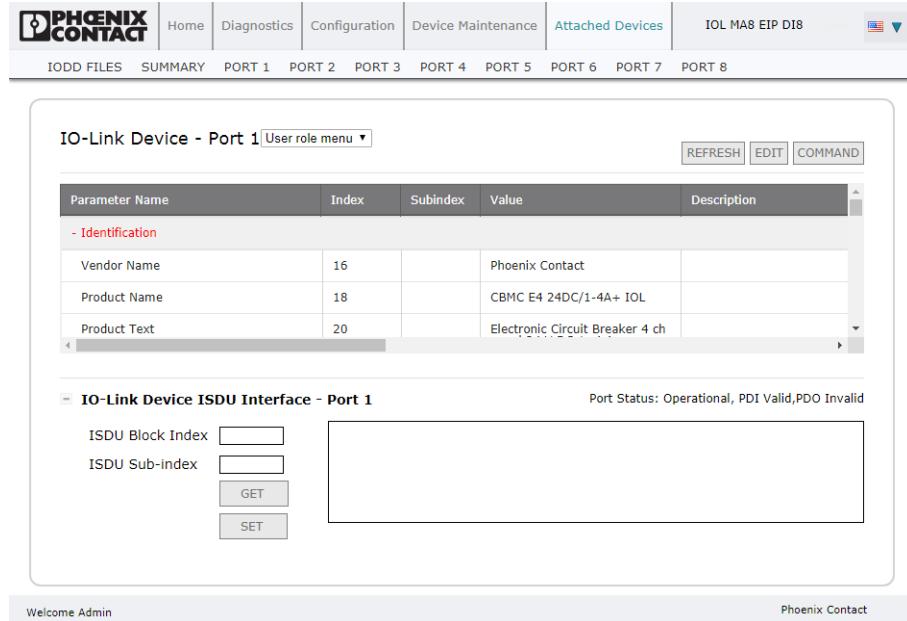 PHŒNIX CONTACT Home Diagnostics Configuration Device Maintenance Attached Devices IOL MA8 EIP DI8
IODD FILES SUMMARY PORT 1 PORT 2 PORT 3 PORT 4 PORT 5 PORT 6 PORT 7 PORT 8
IO-Link Device - Port 1 User role menu
REFRESH EDIT COMMAND
Parameter Name Index Subindex Value Description
- Identification
Vendor Name 16 Phoenix Contact
Product Name 18 CBMC E4 24DC/1-4A+ IOL
Product Text 20 Electronic Circuit Breaker 4 ch
IO-Link Device ISDU Interface - Port 1 Port Status: Operational, PDI Valid,PDO Invalid
ISDU Block Index
ISDU Sub-index
GET
SET
Welcome Admin Phoenix Contact